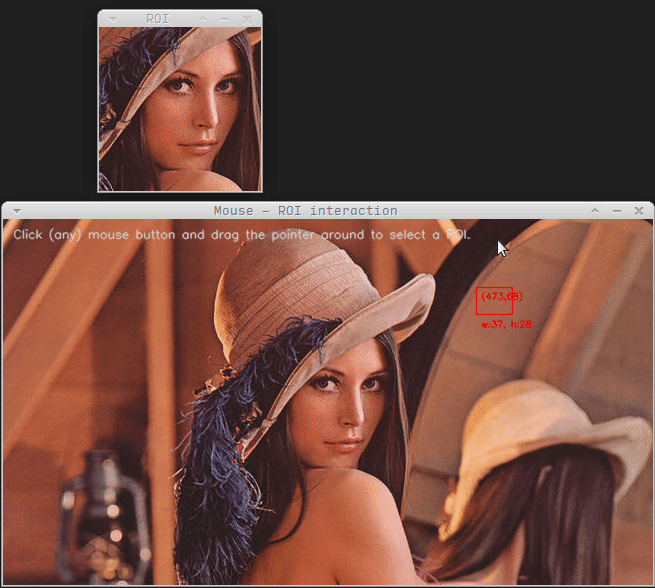 ROI
Mouse - ROI interaction
Click (any) mouse button and drag the pointer around to select a ROI.
(473,68)
w:37, h:28